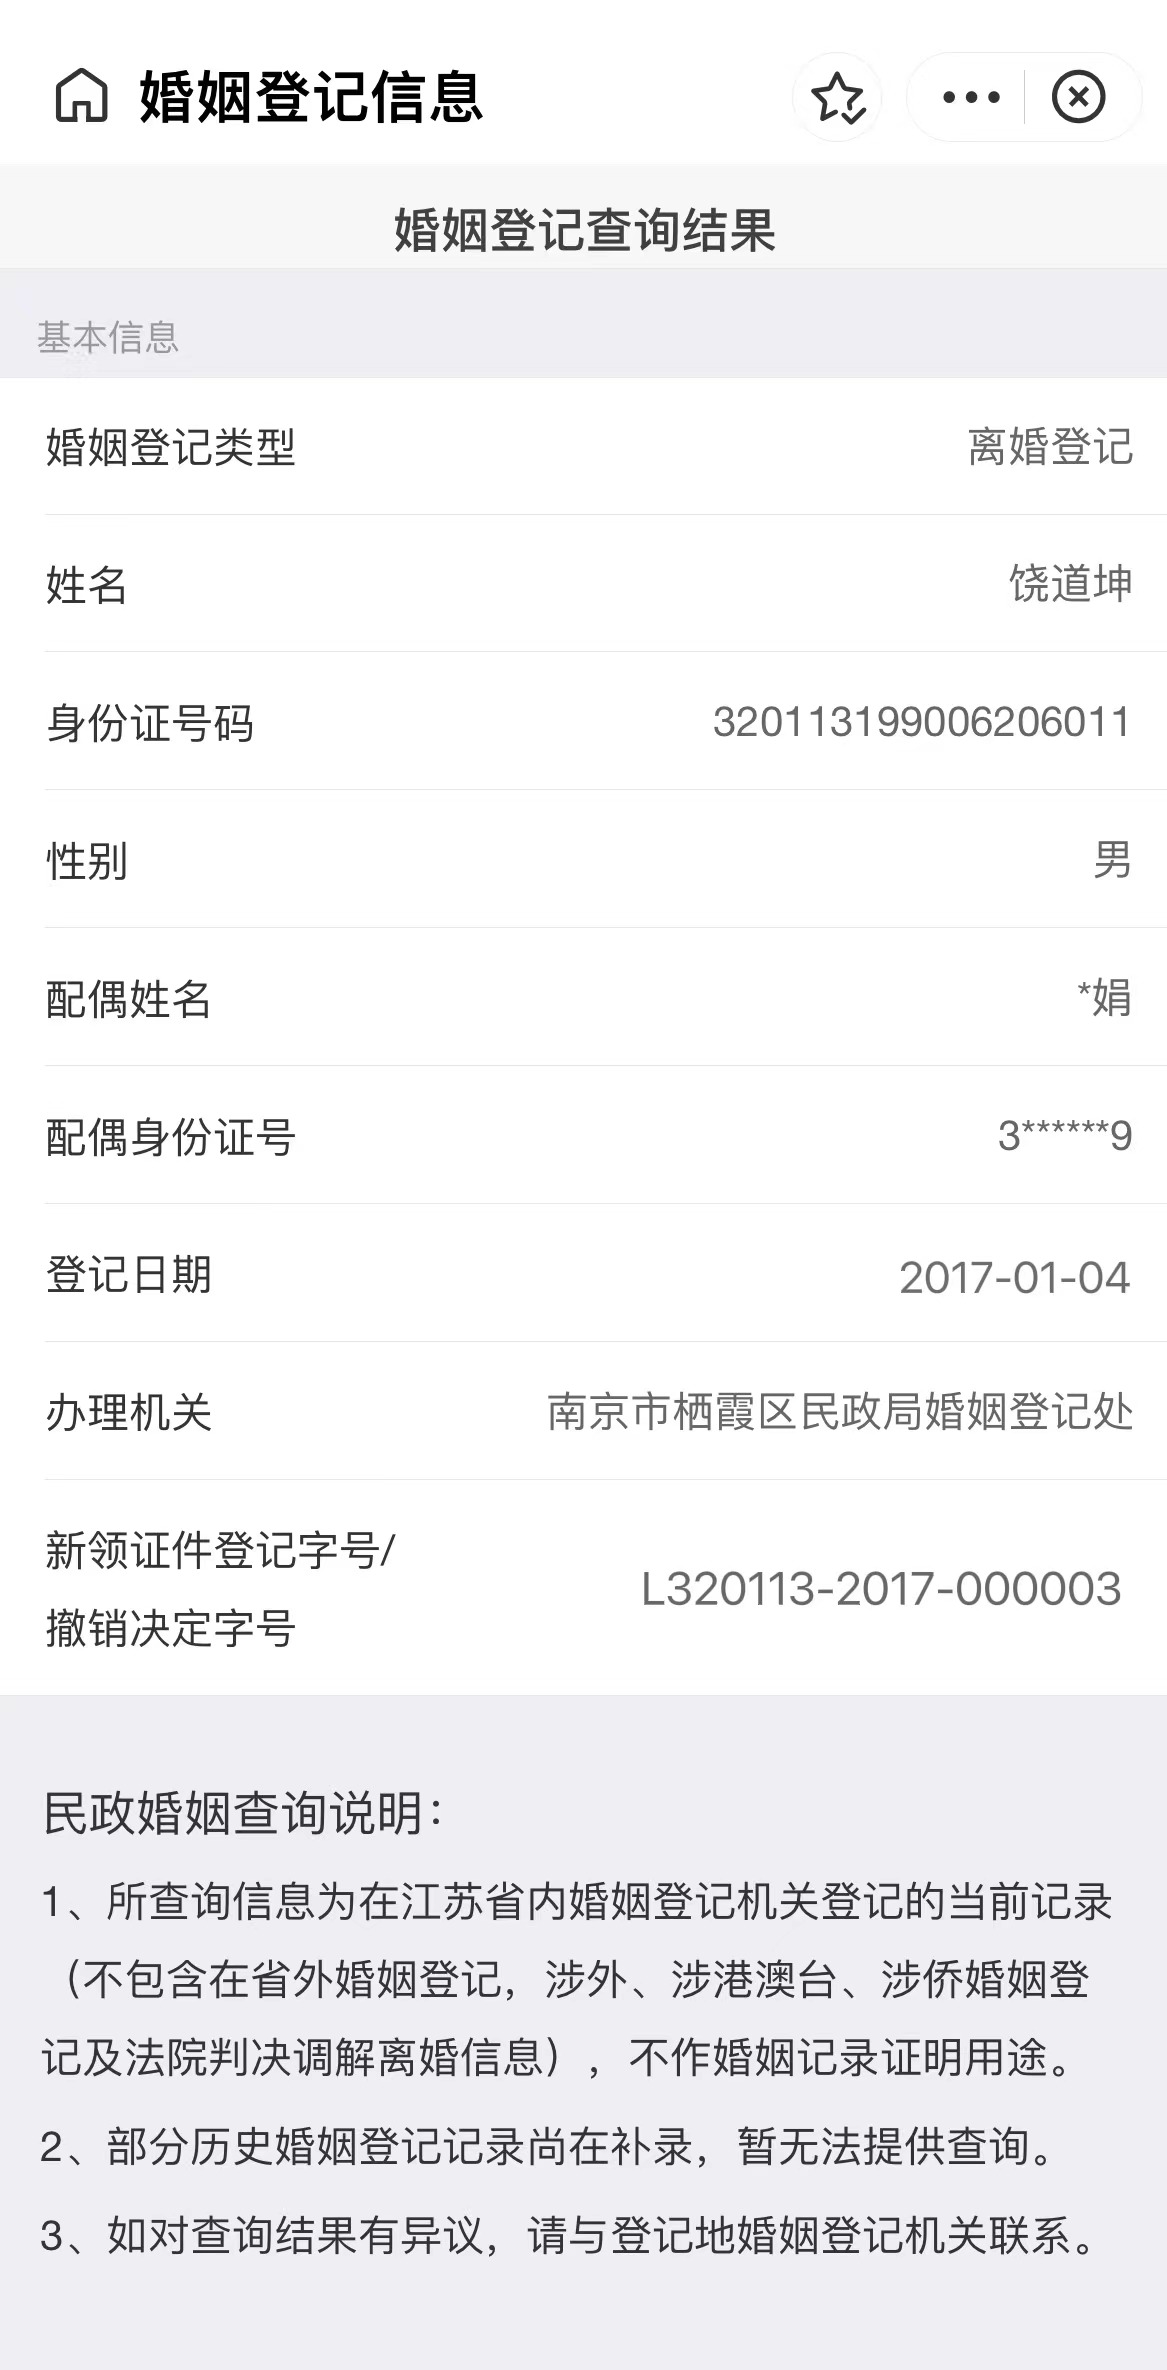 婚姻登记信息
婚姻登记查询结果
基本信息
婚姻登记类型 离婚登记
姓名 饶道坤
身份证号码 320113199006206011
性别 男
配偶姓名 *娟
配偶身份证号 3******9
登记日期 2017-01-04
办理机关 南京市栖霞区民政局婚姻登记处
新领证件登记字号/
撤销决定字号 L320113-2017-000003
民政婚姻查询说明：
1、所查询信息为在江苏省内婚姻登记机关登记的当前记录
（不包含在省外婚姻登记，涉外、涉港澳台、涉侨婚姻登
记及法院判决调解离婚信息），不作婚姻记录证明用途。
2、部分历史婚姻登记记录尚在补录，暂无法提供查询。
3、如对查询结果有异议，请与登记地婚姻登记机关联系。